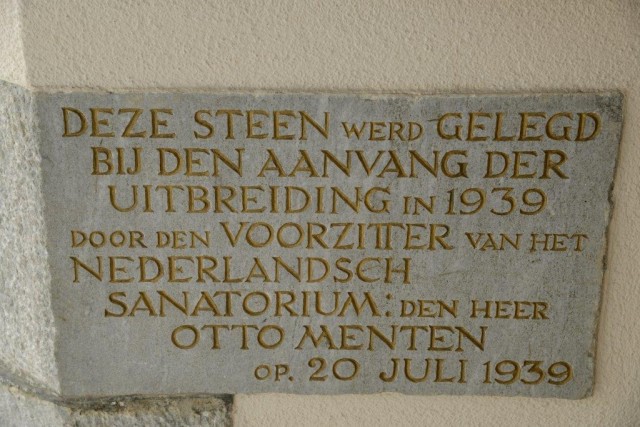 DEZE STEEN WERD GELEGD
BIJ DEN AANVANG DER
UITBREIDING IN 1939
DOOR DEN VOORZITTER VAN HET
NEDERLANDSCH
SANATORIUM: DEN HEER
OTTO MENTEN
OP. 20 JULI 1939